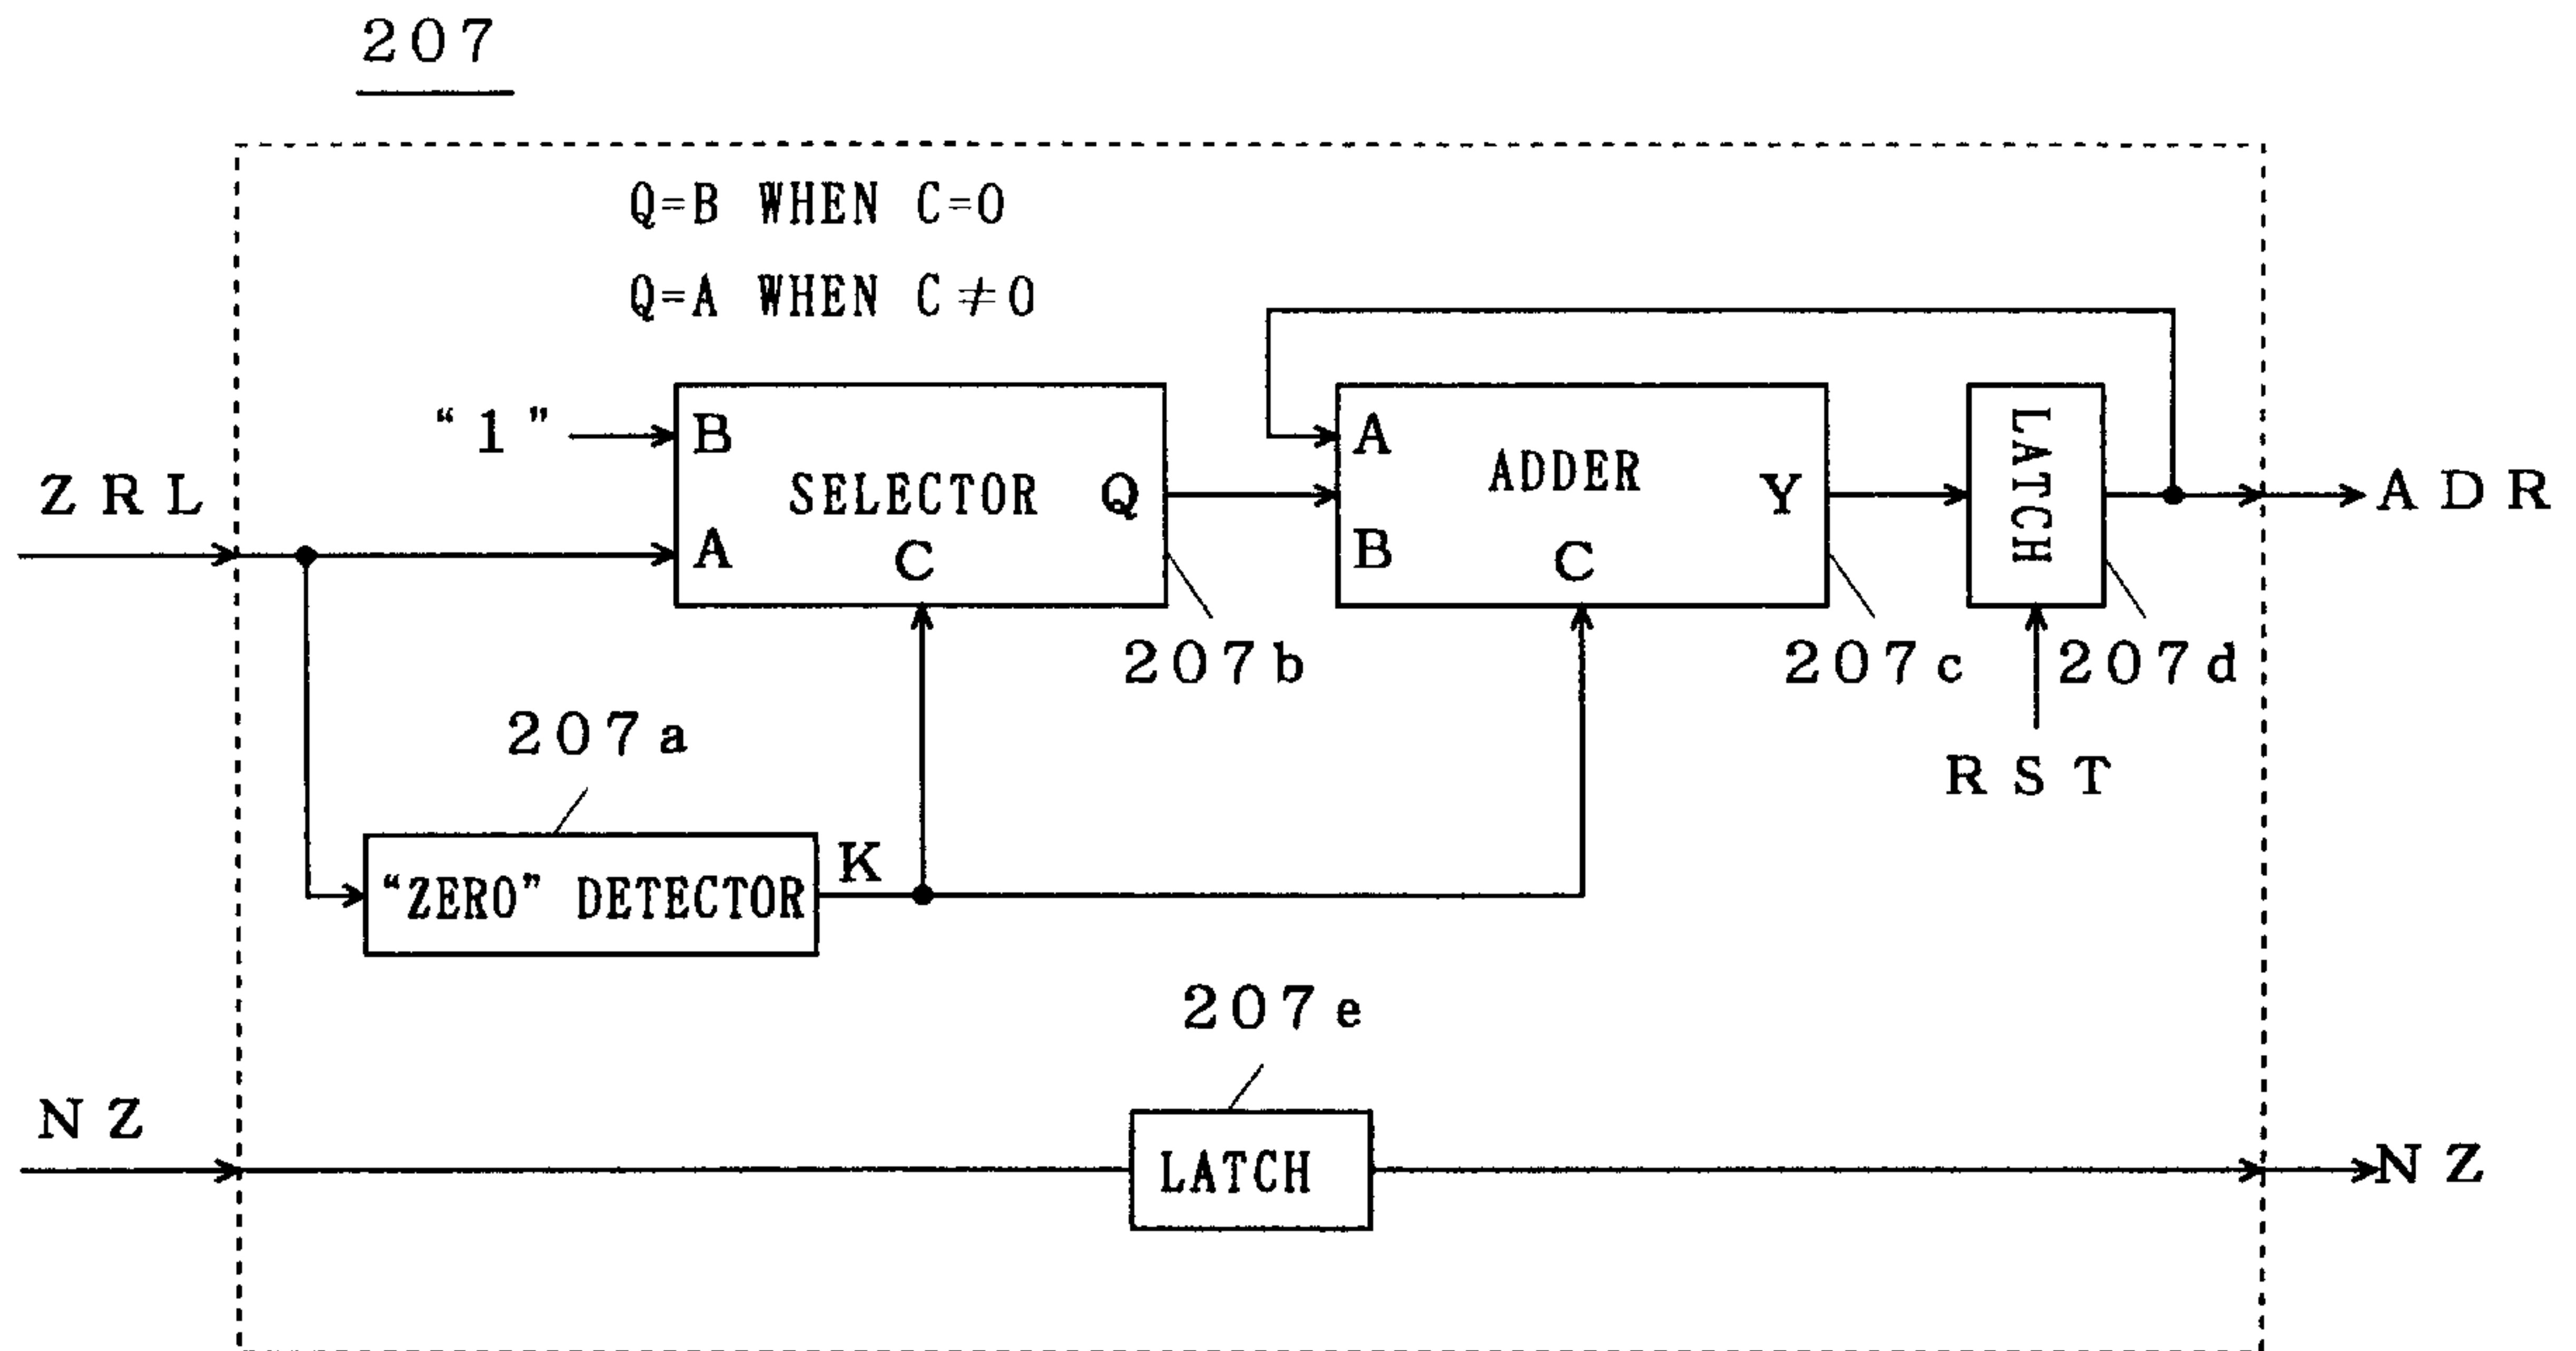 207
Q=B WHEN C=0
Q=A WHEN C≠0
“1”
B
SELECTOR
Q
A
C
A
ADDER
Y
B
C
LATCH
ZRL
ADR
207b
207c
207d
RST
207a
“ZERO” DETECTOR
K
207e
NZ
LATCH
NZ